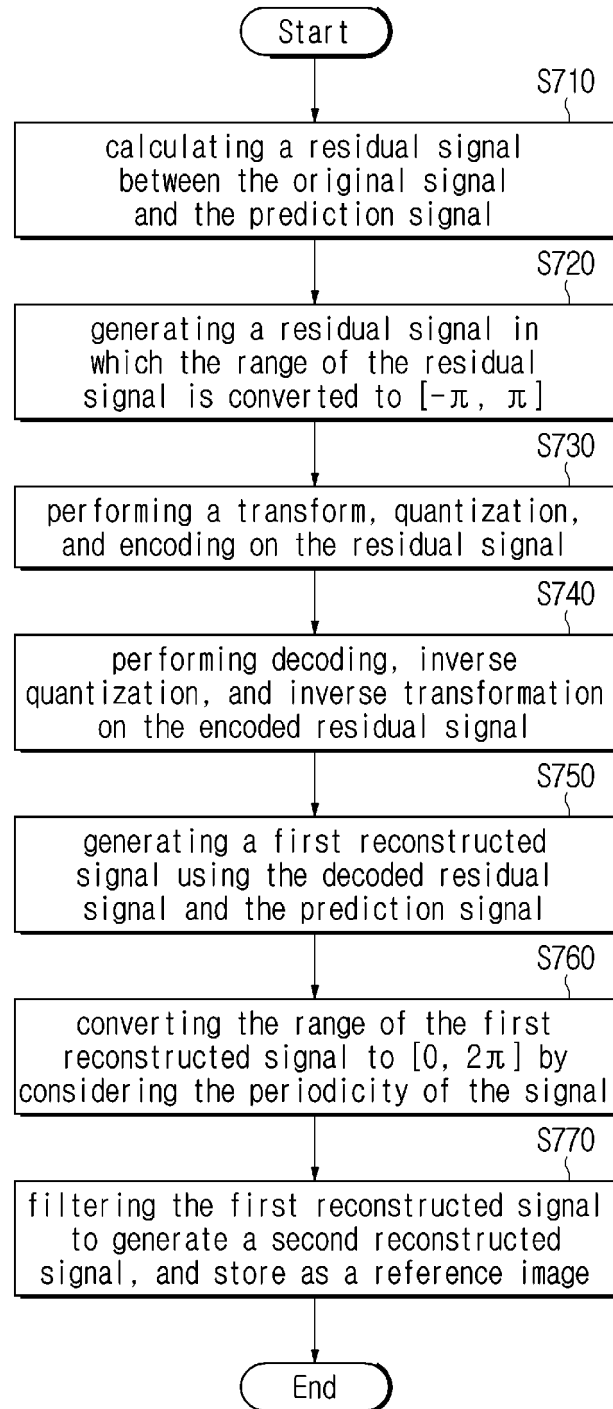 Start
S710
calculating a residual signal
between the original signal
and the prediction signal
S720
generating a residual signal in
which the range of the residual
signal is converted to [-π, π]
S730
performing a transform, quantization,
and encoding on the residual signal
S740
performing decoding, inverse
quantization, and inverse transformation
on the encoded residual signal
S750
generating a first reconstructed
signal using the decoded residual
signal and the prediction signal
S760
converting the range of the first
reconstructed signal to [0, 2π] by
considering the periodicity of the signal
S770
filtering the first reconstructed signal
to generate a second reconstructed
signal, and store as a reference image
End